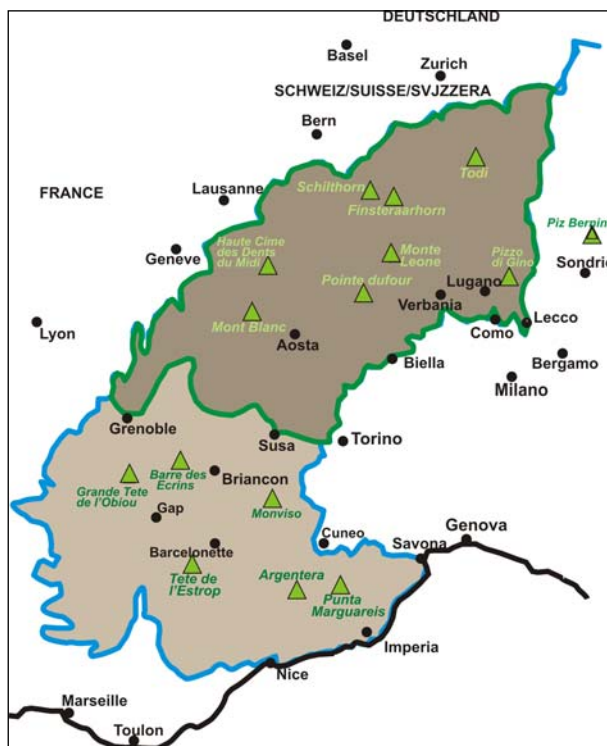 DEUTSCHLAND
Basel
Zurich
SCHWEIZ/SUISSE/SVJZZERA
Bern
Todi
FRANCE
Schilthorn
Lausanne
Finsteraarhorn
Piz Bernin
Haute Cime
des Dents
du Midi
Monte
Leone
Geneve
Pizzo
di Gino
Sondrio
Pointe dufour
Lugano
Verbania
Mont Blanc
Lyon
Aosta
Como
Lecco
Biella
Bergamo
Milano
Grenoble
Susa
Torino
Barre des
Ecrins
Briancon
Grande Tete
de l'Obiou
Monviso
Gap
Genova
Cuneo
Barcelonette
Savona
Tete de
l'Estrop
Argentera
Punta
Marguareis
Imperia
Nice
Marseille
Toulon